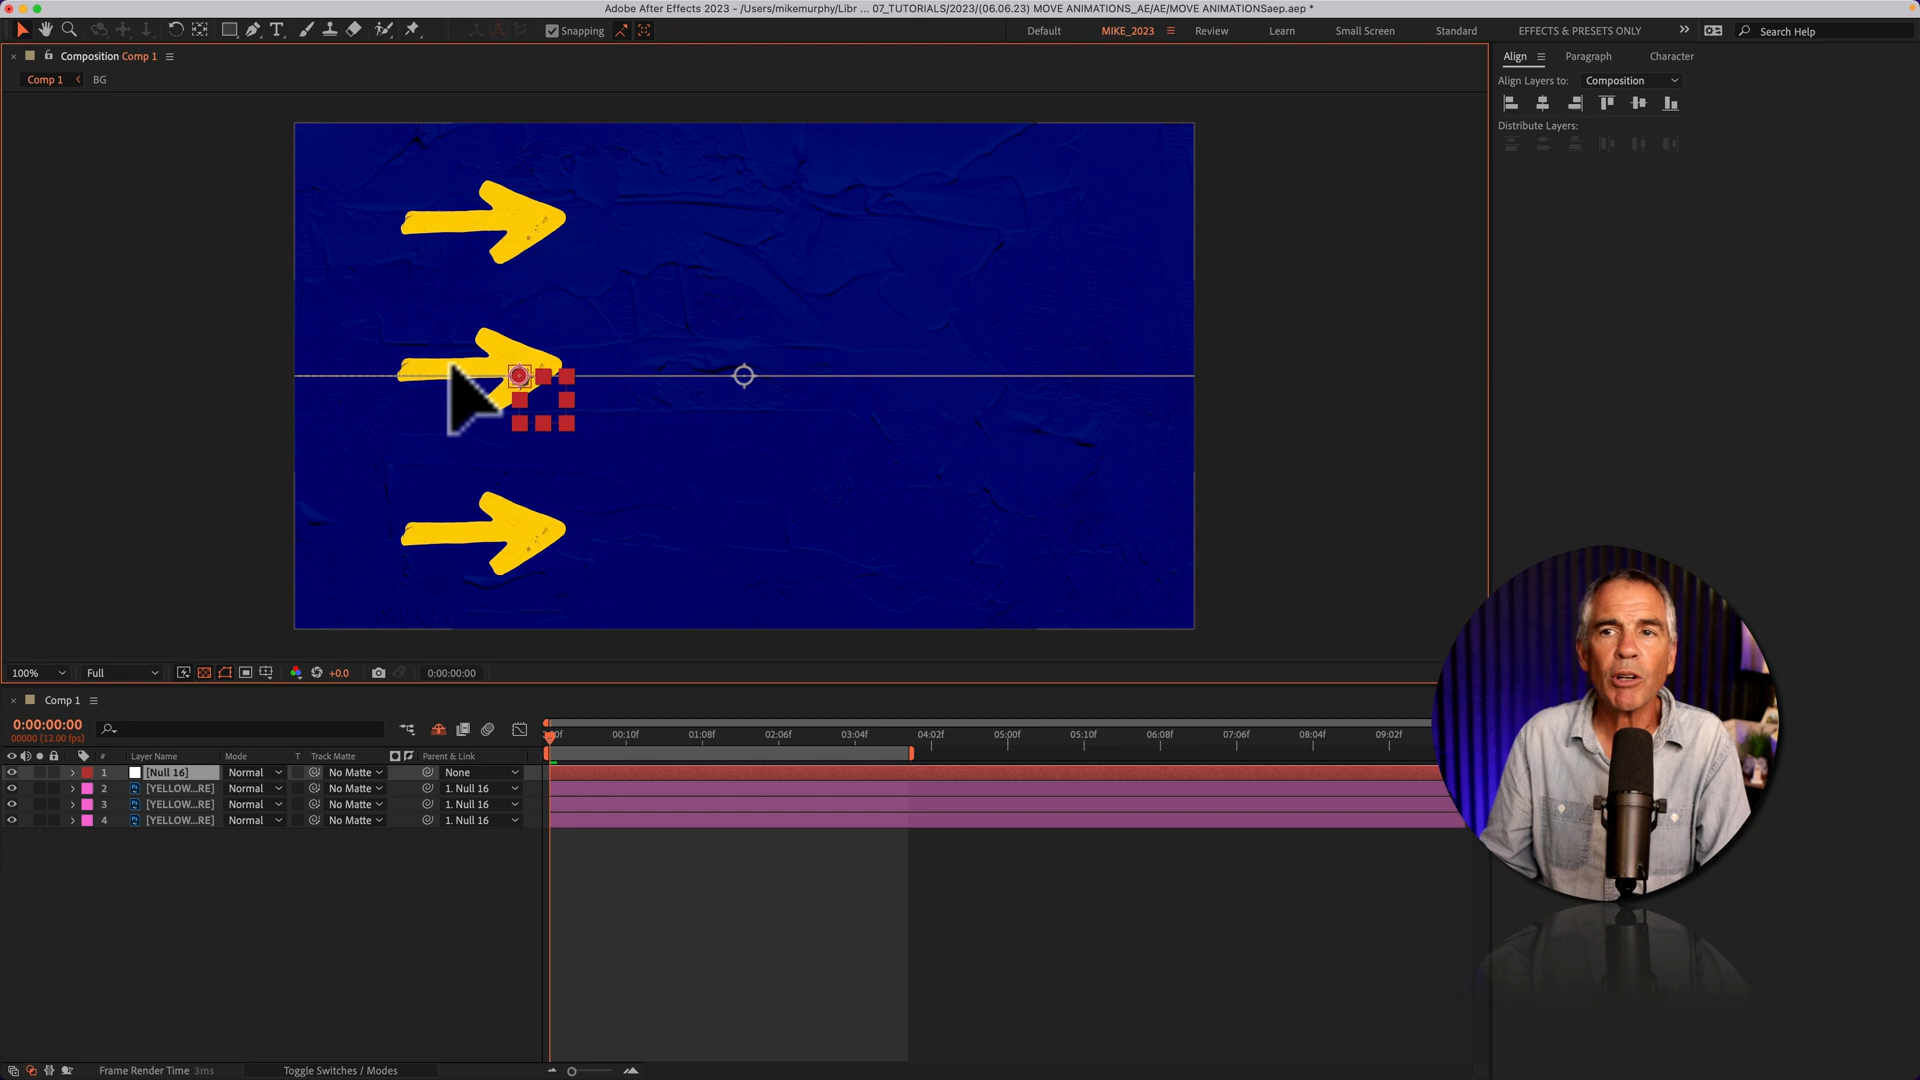 Adobe After Effects 2023 - /Users/mikemurphy/Libr ... 07_TUTORIALS/2023/(06.06.23) MOVE ANIMATIONS_AE/AE/MOVE ANIMATIONSaep.aep *
Snapping
Default
MIKE_2023
Review
Learn
Small Screen
Standard
EFFECTS & PRESETS ONLY
Search Help
Composition Comp 1
Comp 1
BG
Align
Paragraph
Character
Align Layers to:
Composition
Distribute Layers:
100%
Full
+0.0
0:00:00:00
Comp 1
0:00:00:00
00000 (12.00 fps)
:00f 00:10f 01:08f 02:06f 03:04f 04:02f 05:00f 05:10f 06:08f 07:06f 08:04f 09:02f
# Layer Name Mode T Track Matte Parent & Link
1 [Null 16] Normal No Matte None
2 [YELLOW...RE] Normal No Matte 1. Null 16
3 [YELLOW...RE] Normal No Matte 1. Null 16
4 [YELLOW...RE] Normal No Matte 1. Null 16
Frame Render Time 3ms
Toggle Switches / Modes